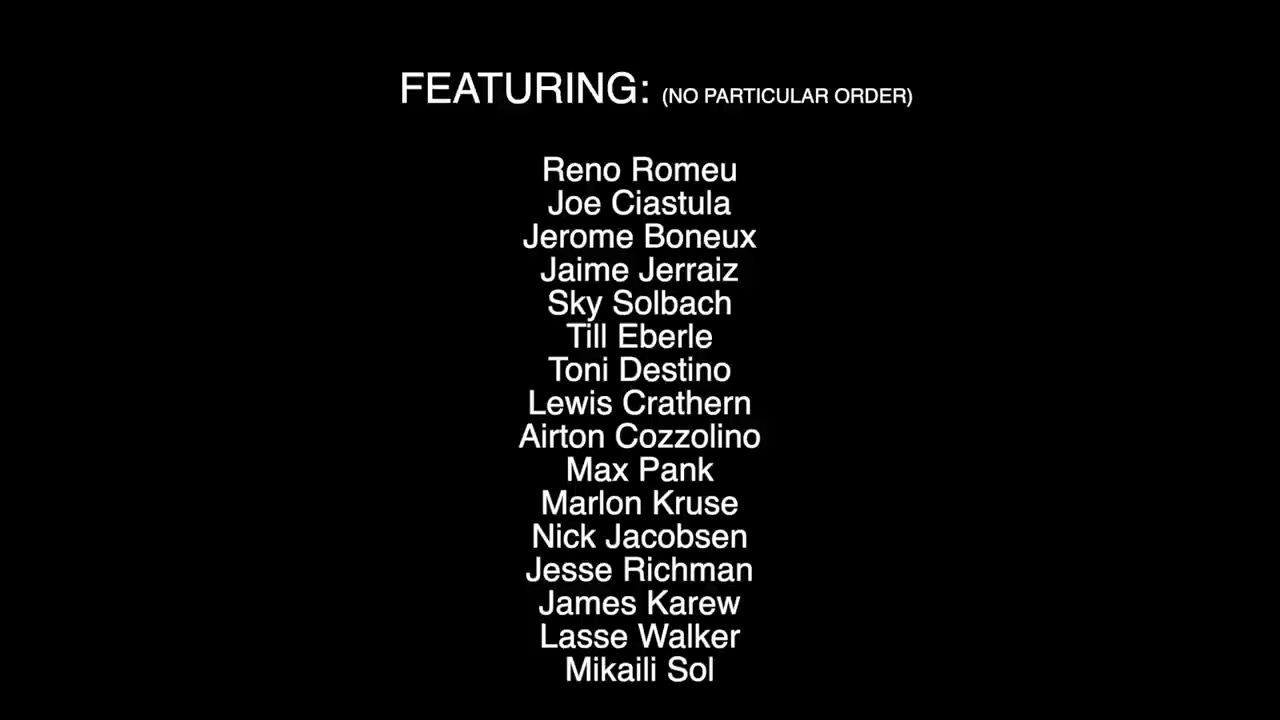 FEATURING: (NO PARTICULAR ORDER)
Reno Romeu
Joe Ciastula
Jerome Boneux
Jaime Jerraiz
Sky Solbach
Till Eberle
Toni Destino
Lewis Crathern
Airton Cozzolino
Max Pank
Marlon Kruse
Nick Jacobsen
Jesse Richman
James Karew
Lasse Walker
Mikaili Sol